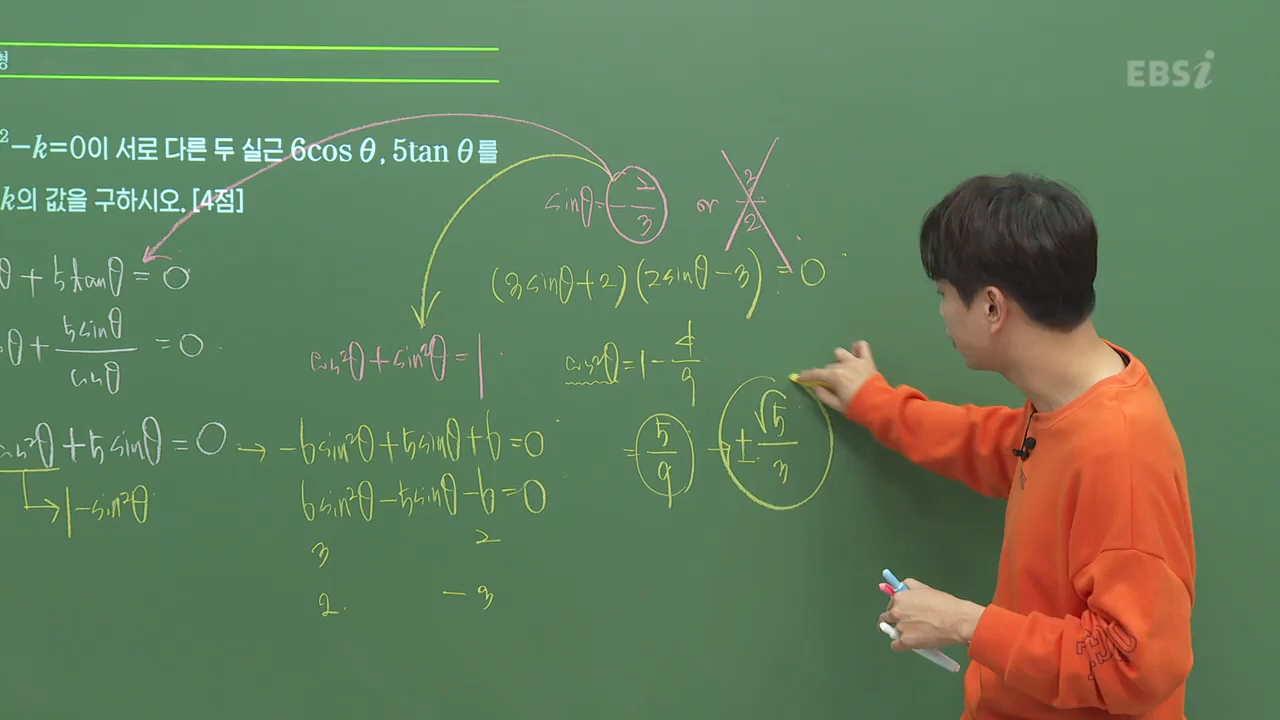 형
EBSi
²-k=0이 서로 다른 두 실근 6cos θ, 5tan θ를
k의 값을 구하시오. [4점]
sinθ=-2/3 or 3/2
θ+5tanθ=0
(3sinθ+2)(2sinθ-3)=0
θ+5sinθ/cosθ=0
cos²θ+sin²θ=1
cos²θ=1-4/9
cos²θ+5sinθ=0 → -6sin²θ+5sinθ+6=0
=5/9 → ±√5/3
→1-sin²θ
6sin²θ-5sinθ-6=0
3 2
2 -3